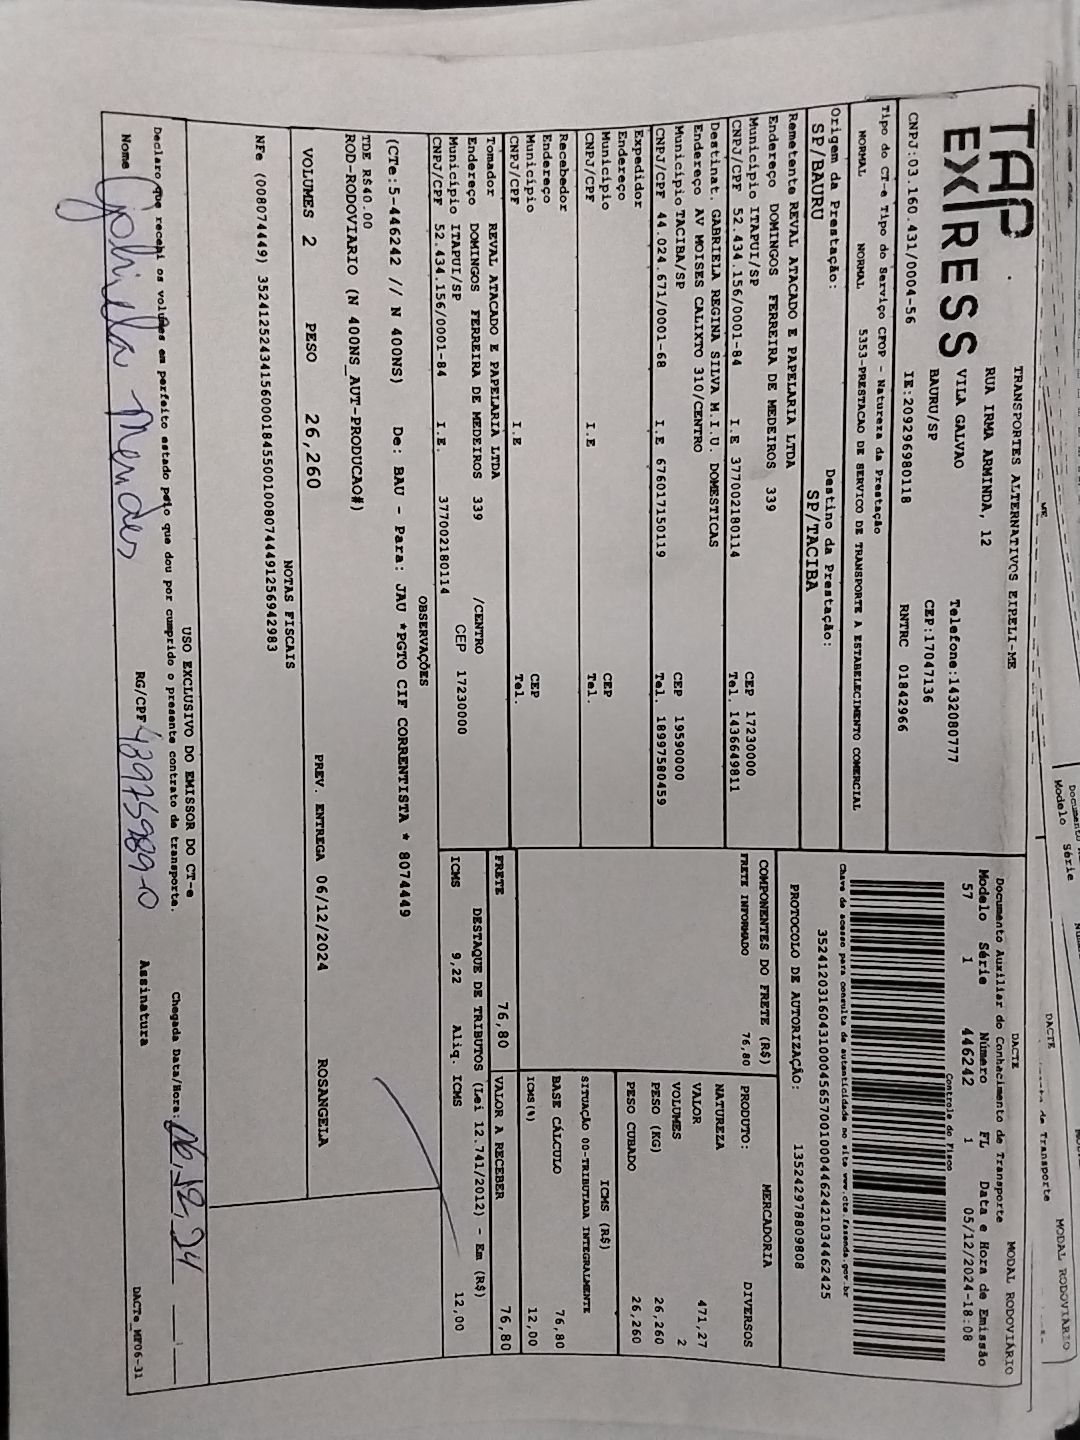 TAP EXPRESS
TRANSPORTES ALTERNATIVOS EIRELI-ME
RUA IRMA ARMINDA, 12
VILA GALVAO Telefone:1432080777
BAURU/SP CEP:17047136
CNPJ:03.160.431/0004-56 IE:209296980118 RNTRC 01842966
Tipo do CT-e Tipo do Serviço CFOP - Natureza da Prestação
NORMAL NORMAL 5353-PRESTACAO DE SERVICO DE TRANSPORTE A ESTABELECIMENTO COMERCIAL
Origem da Prestação: Destino da Prestação:
SP/BAURU SP/TACIBA
DACTE MODAL RODOVIÁRIO
Documento Auxiliar do Conhecimento de Transporte
Modelo Série Número FL Data e Hora de Emissão
57 1 446242 1 05/12/2024-18:08
Controle do Fisco
Chave de acesso para consulta de autenticidade no site www.cte.fazenda.gov.br
PROTOCOLO DE AUTORIZAÇÃO: 135242978809808
Remetente REVAL ATACADO E PAPELARIA LTDA
Endereço DOMINGOS FERREIRA DE MEDEIROS 339
Município ITAPUI/SP CEP 17230000
CNPJ/CPF 52.434.156/0001-84 I.E 377002180114 Tel. 1436649811
Destinat. GABRIELA REGINA SILVA M.I.U. DOMESTICAS
Endereço AV MOISES CALIXTO 310/CENTRO
Município TACIBA/SP CEP 19590000
CNPJ/CPF 44.024.671/0001-68 I.E 676017150119 Tel. 18997580459
Expedidor
Endereço
Município CEP
CNPJ/CPF I.E Tel.
Recebedor
Endereço
Município CEP
CNPJ/CPF I.E Tel.
Tomador REVAL ATACADO E PAPELARIA LTDA
Endereço DOMINGOS FERREIRA DE MEDEIROS 339 /CENTRO
Município ITAPUI/SP CEP 17230000
CNPJ/CPF 52.434.156/0001-84 I.E. 377002180114
COMPONENTES DO FRETE (R$)
FRETE INFORMADO 76,80
MERCADORIA
PRODUTO: DIVERSOS
NATUREZA
VALOR 471,27
VOLUMES 2
PESO (KG) 26,260
PESO CUBADO 26,260
ICMS (R$)
SITUAÇÃO 00-TRIBUTADA INTEGRALMENTE
BASE CÁLCULO 76,80
ICMS(%) 12,00
FRETE 76,80 VALOR A RECEBER 76,80
DESTAQUE DE TRIBUTOS (Lei 12.741/2012) - Em (R$)
ICMS 9,22 Aliq. ICMS 12,00
OBSERVAÇÕES
(CTe:5-446242 // N 400NS) De: BAU - Para: JAU *PGTO CIF CORRENTISTA * 8074449
TDE R$40.00
ROD-RODOVIARIO (N 400NS_AUT-PRODUCAO#)
VOLUMES 2 PESO 26,260 PREV. ENTREGA 06/12/2024 ROSANGELA
NOTAS FISCAIS
NFe (008074449) 35241252434156000184550010080744491256942983
USO EXCLUSIVO DO EMISSOR DO CT-e
Declaro que recebi os volumes em perfeito estado pelo que dou por cumprido o presente contrato de transporte. Chegada Data/Hora: 06,12,24
Nome Gabriela Mendes RG/CPF 48975989-0 Assinatura
DACTe_MF06-31